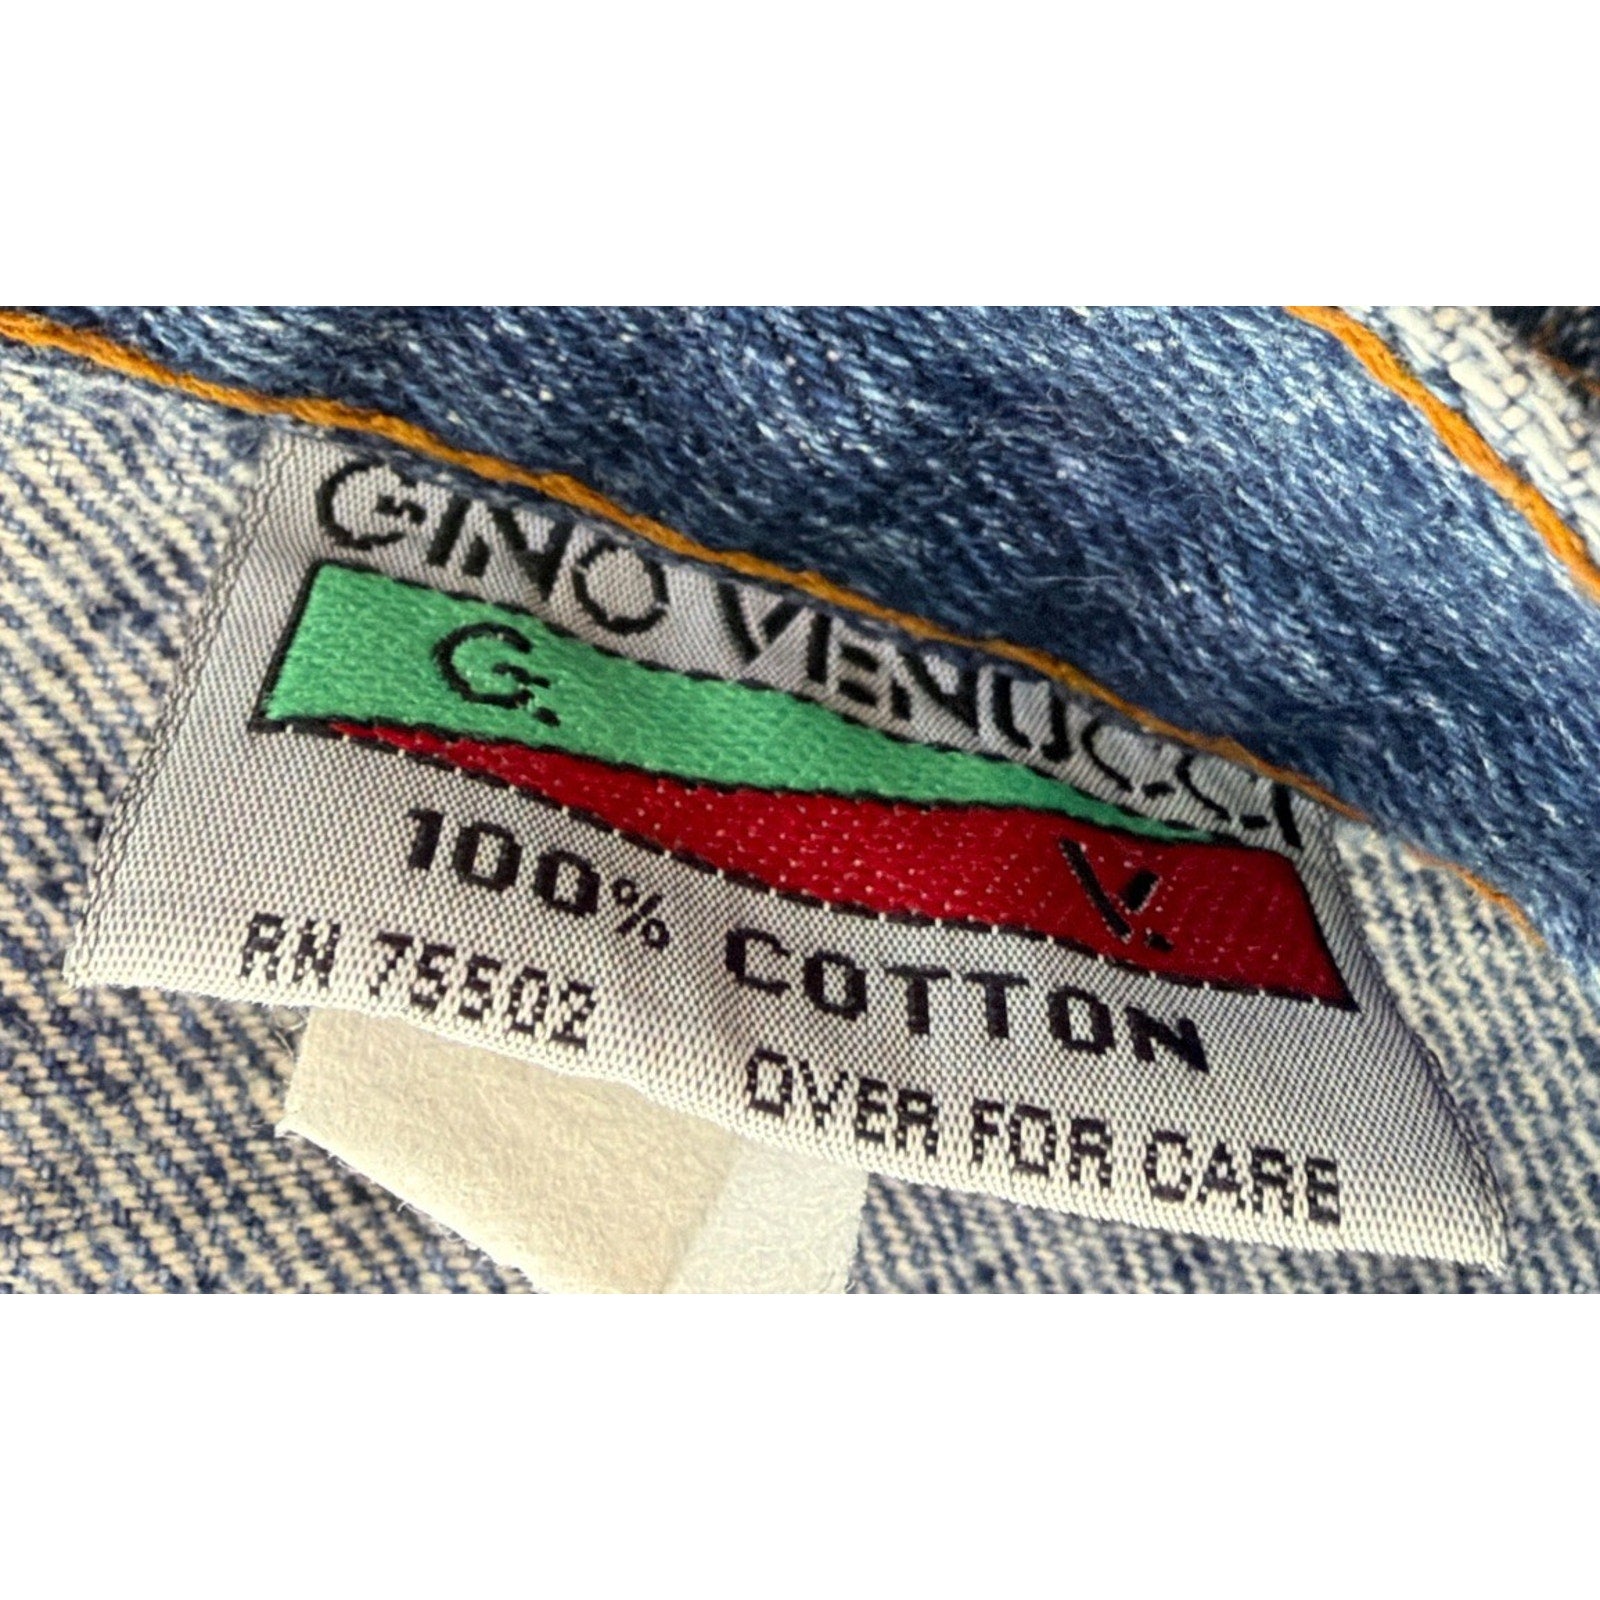 GINO VENUCCI
G.
V.
100% COTTON
RN 75502
OVER FOR CARE